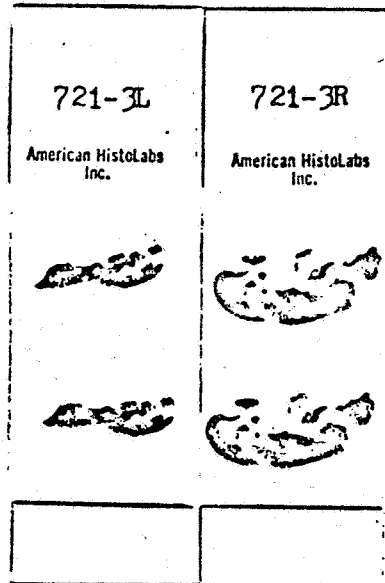 721-3L
American HistoLabs
Inc.
721-3R
American HistoLabs
Inc.